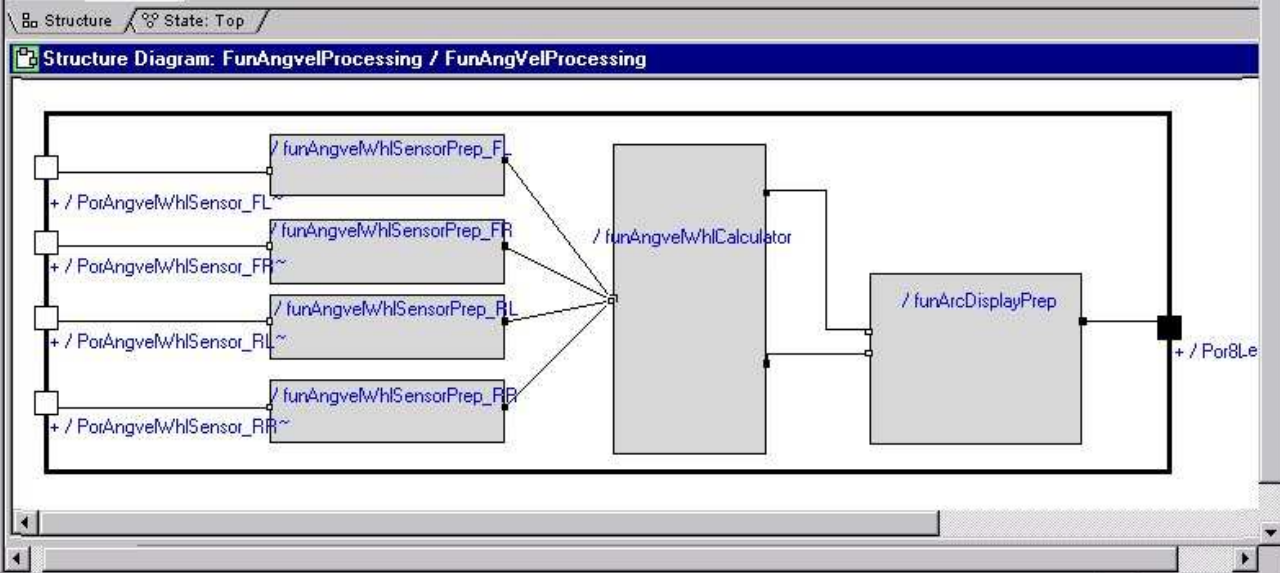 Structure
State: Top
Structure Diagram: FunAngvelProcessing / FunAngVelProcessing
/ funAngvelWhlSensorPrep_FL
+ / PorAngvelWhlSensor_FL~
/ funAngvelWhlSensorPrep_FR
+ / PorAngvelWhlSensor_FR~
/ funAngvelWhlSensorPrep_RL
+ / PorAngvelWhlSensor_RL~
/ funAngvelWhlSensorPrep_RR
+ / PorAngvelWhlSensor_RR~
/ funAngvelWhlCalculator
/ funArcDisplayPrep
+ / Por8Le